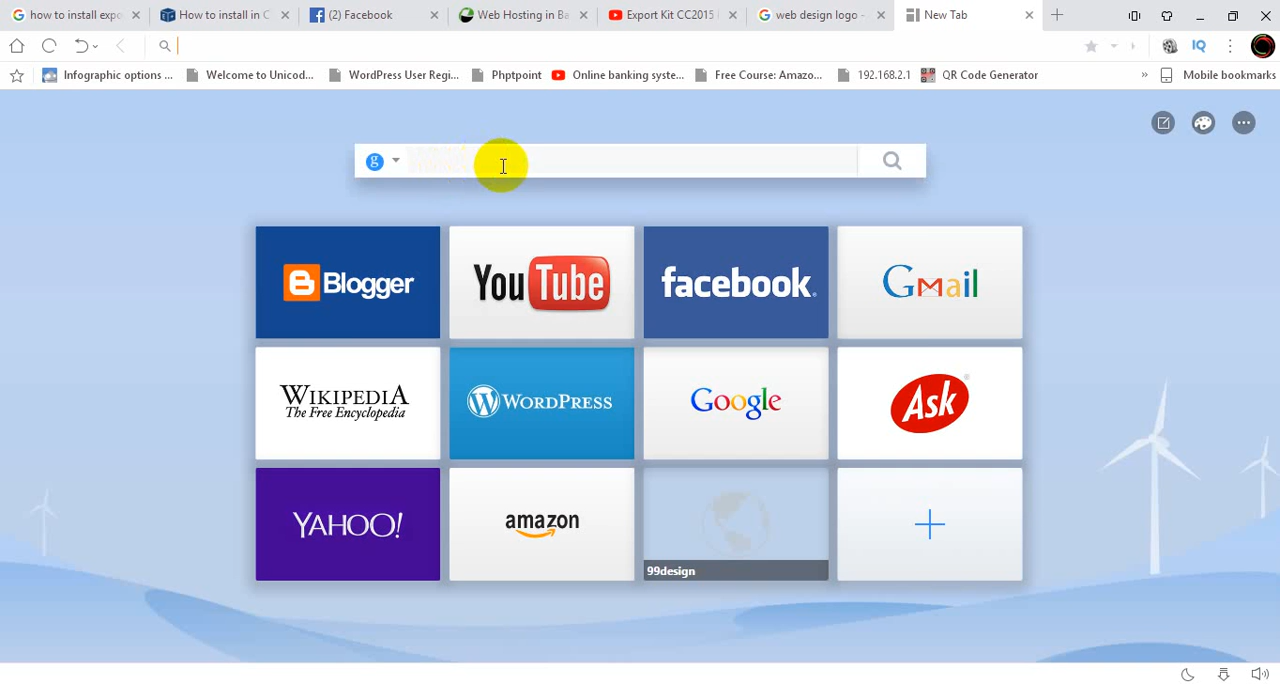 how to install expo
How to install in C
(2) Facebook
Web Hosting in Ba
Export Kit CC2015
web design logo -
New Tab
IQ
Infographic options ...
Welcome to Unicod...
WordPress User Regi...
Phptpoint
Online banking syste...
Free Course: Amazo...
192.168.2.1
QR Code Generator
»
Mobile bookmarks
g
B Blogger
YouTube
facebook
Gmail
WIKIPEDIA
The Free Encyclopedia
WORDPRESS
Google
Ask
YAHOO!
amazon
99design